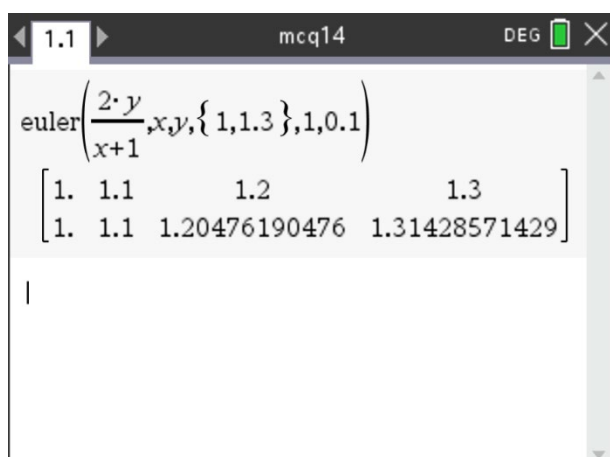 1.1 mcq14 DEG
euler(2·y/x+1,x,y,{1,1.3},1,0.1)
[1. 1.1 1.2 1.3
1. 1.1 1.20476190476 1.31428571429]